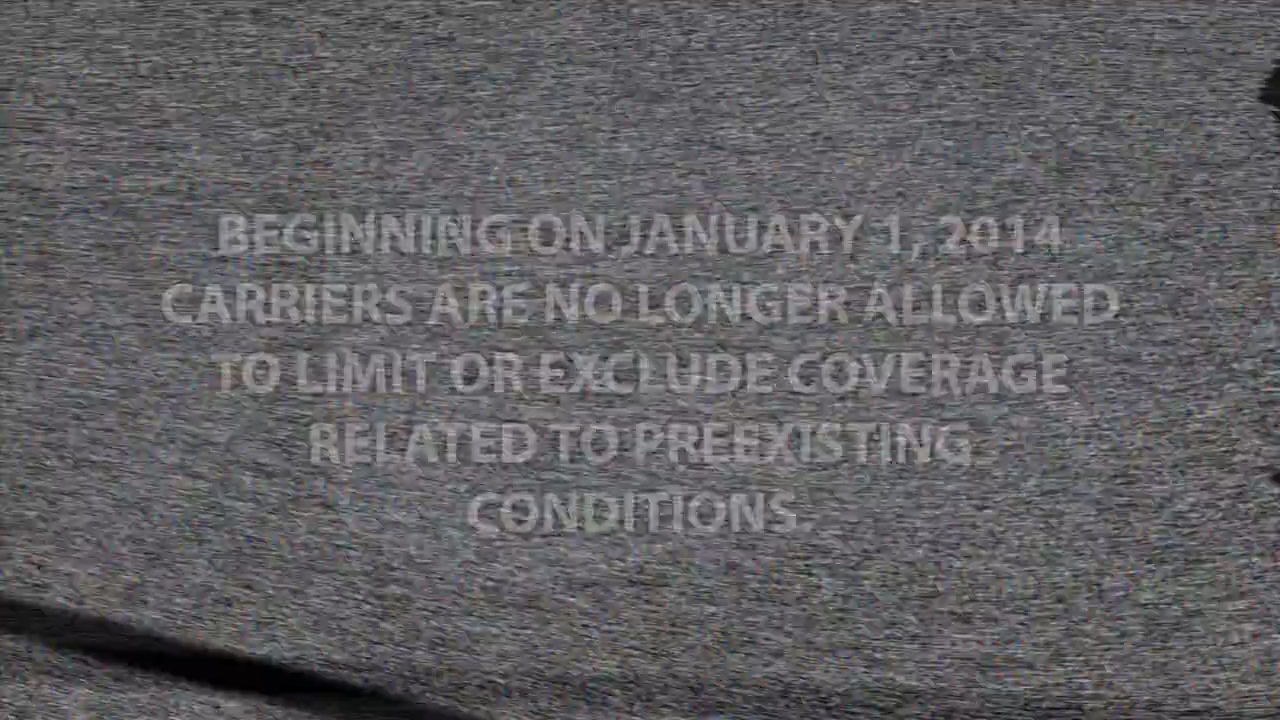 BEGINNING ON JANUARY 1, 2014
CARRIERS ARE NO LONGER ALLOWED
TO LIMIT OR EXCLUDE COVERAGE
RELATED TO PREEXISTING
CONDITIONS.